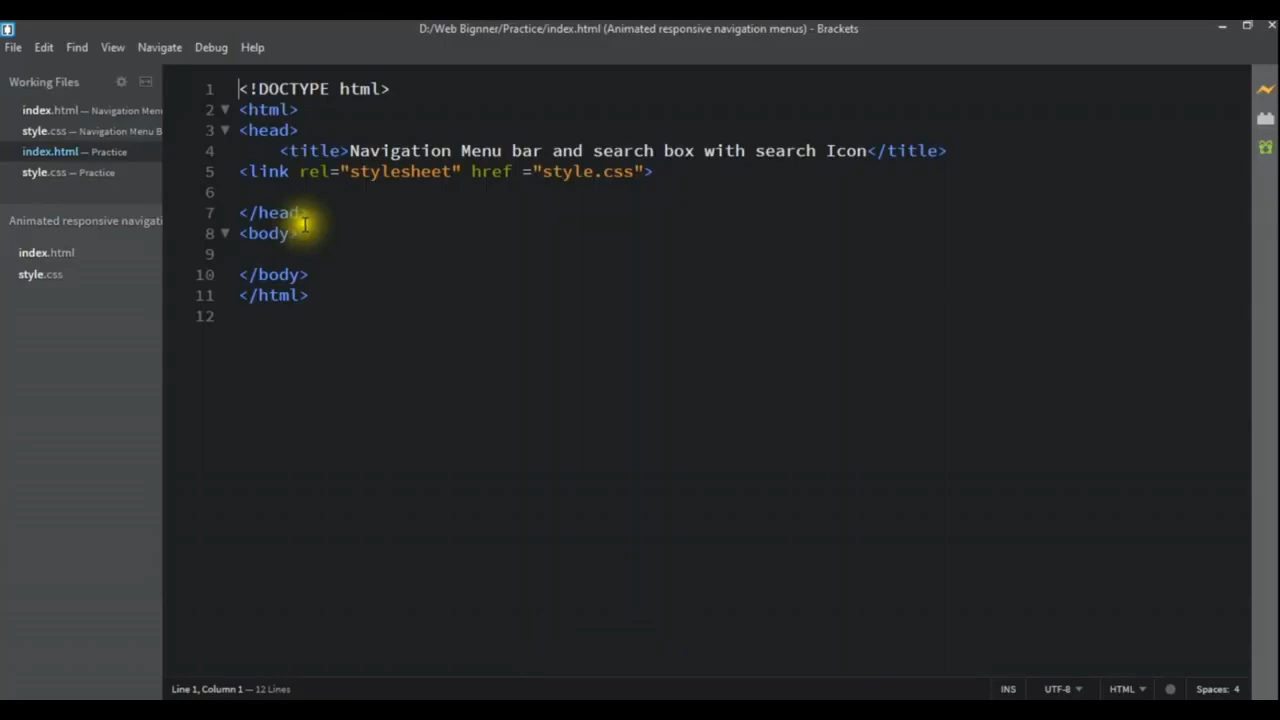 D:/Web Bignner/Practice/index.html (Animated responsive navigation menus) - Brackets
File Edit Find View Navigate Debug Help
Working Files
index.html — Navigation Men
style.css — Navigation Menu B
index.html — Practice
style.css — Practice
Animated responsive navigati
index.html
style.css
1 <!DOCTYPE html>
2 <html>
3 <head>
4 <title>Navigation Menu bar and search box with search Icon</title>
5 <link rel="stylesheet" href ="style.css">
6
7 </head>
8 <body>
9
10 </body>
11 </html>
12
Line 1, Column 1 — 12 Lines
INS UTF-8 HTML Spaces: 4